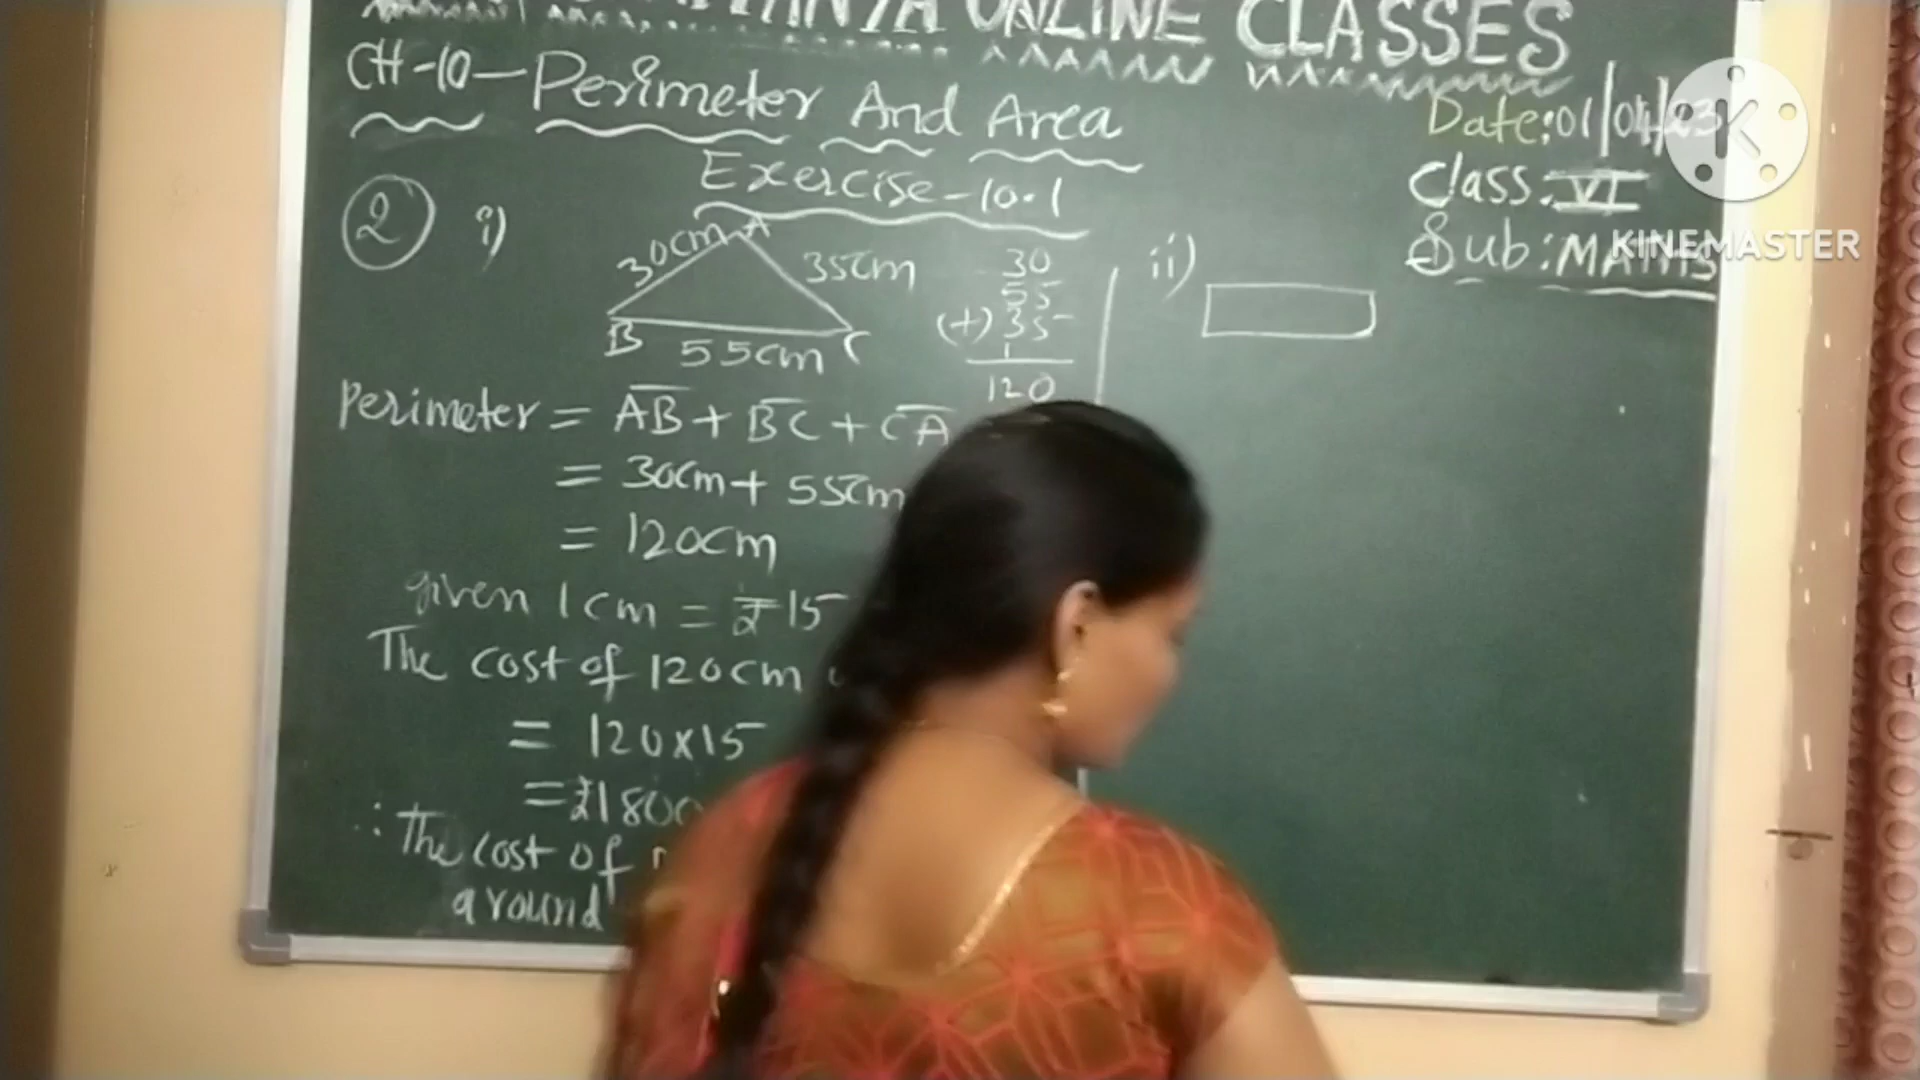 ONLINE CLASSES
CH-10-Perimeter And Area
Date:01/04/23
Exercise-10.1
Class:VI
Sub:MATHS
KINEMASTER
2 i)
A
30cm
35cm
B
55cm
C
30
55
(+) 35
1
120
ii)
Perimeter = AB + BC + CA
= 30cm + 55cm
= 120cm
given 1cm = ₹15
The cost of 120cm
= 120x15
= ₹1800
∴ The cost of
around